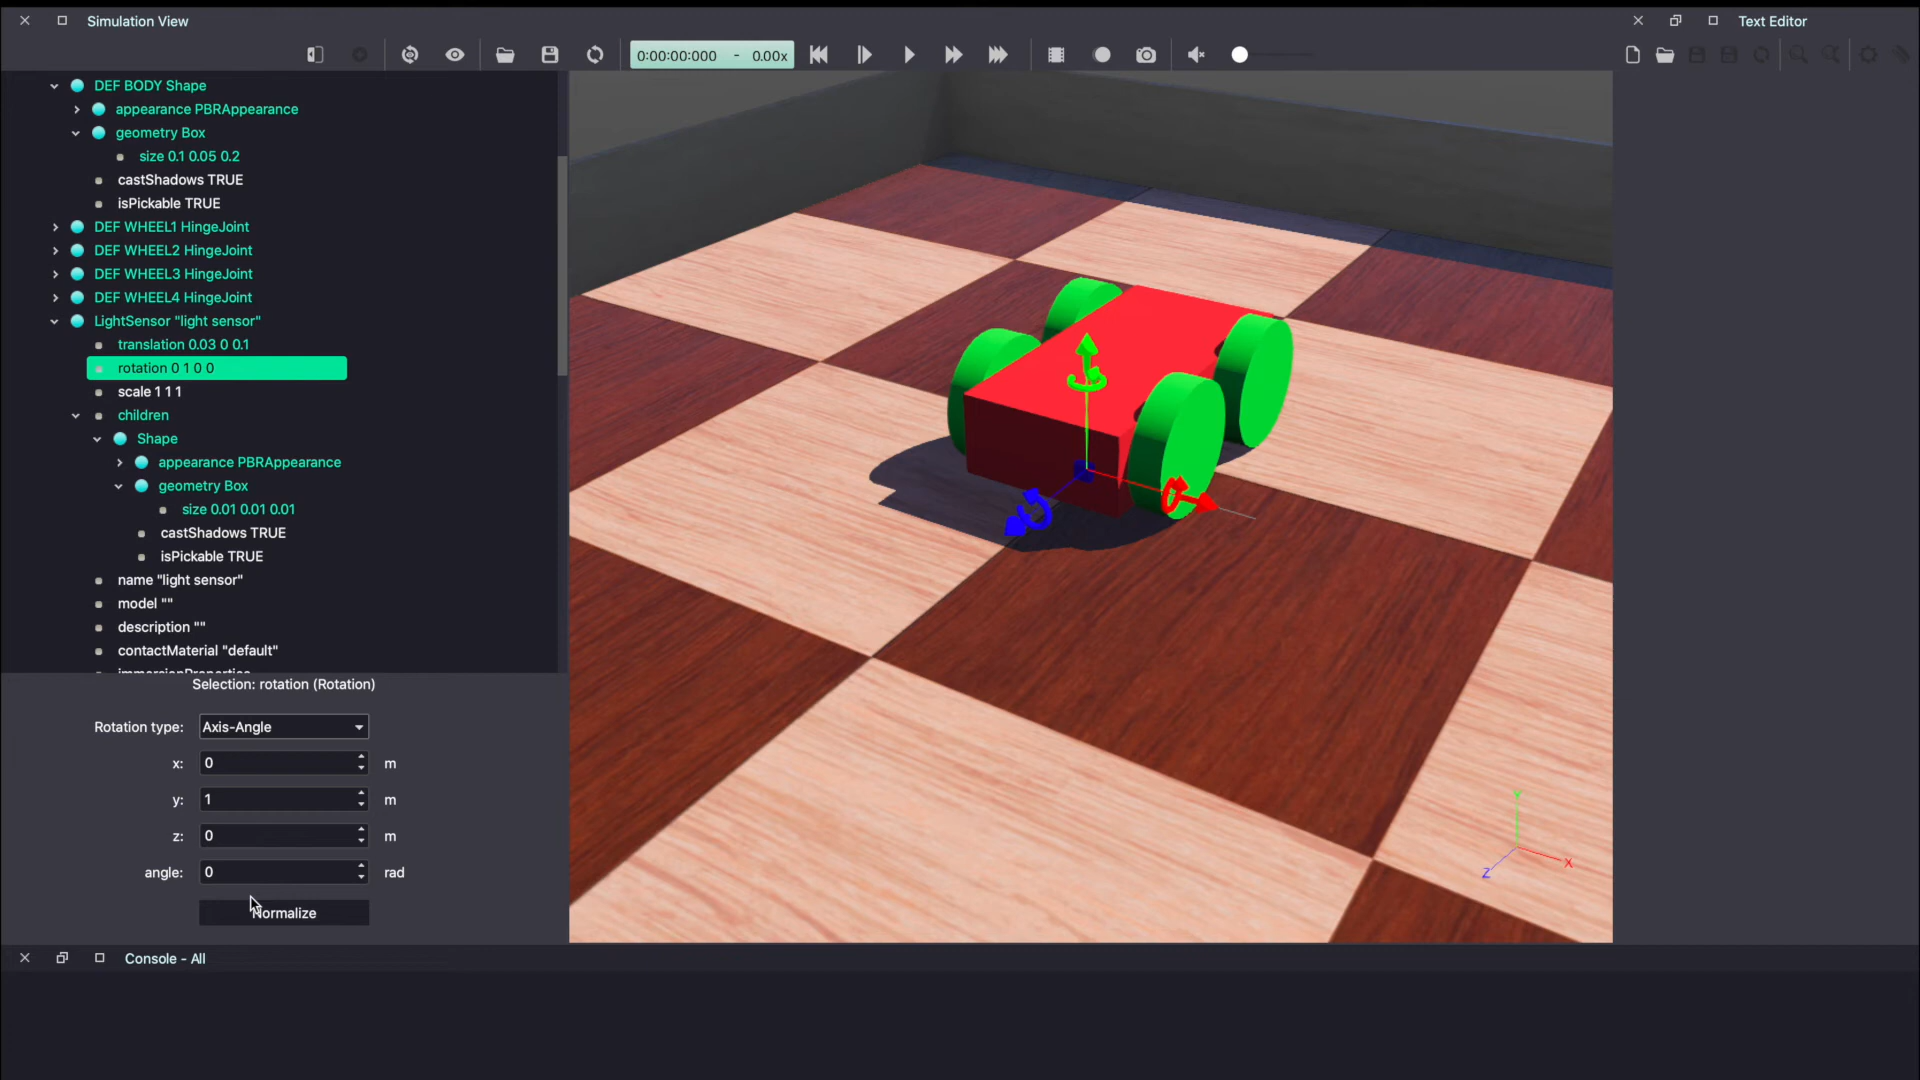 Simulation View
Text Editor
0:00:00:000 - 0.00x
DEF BODY Shape
appearance PBRAppearance
geometry Box
size 0.1 0.05 0.2
castShadows TRUE
isPickable TRUE
DEF WHEEL1 HingeJoint
DEF WHEEL2 HingeJoint
DEF WHEEL3 HingeJoint
DEF WHEEL4 HingeJoint
LightSensor "light sensor"
translation 0.03 0 0.1
rotation 0 1 0 0
scale 1 1 1
children
Shape
appearance PBRAppearance
geometry Box
size 0.01 0.01 0.01
castShadows TRUE
isPickable TRUE
name "light sensor"
model ""
description ""
contactMaterial "default"
immersionProperties
Selection: rotation (Rotation)
Rotation type: Axis-Angle
x: 0 m
y: 1 m
z: 0 m
angle: 0 rad
Normalize
Y
X
Z
Console - All